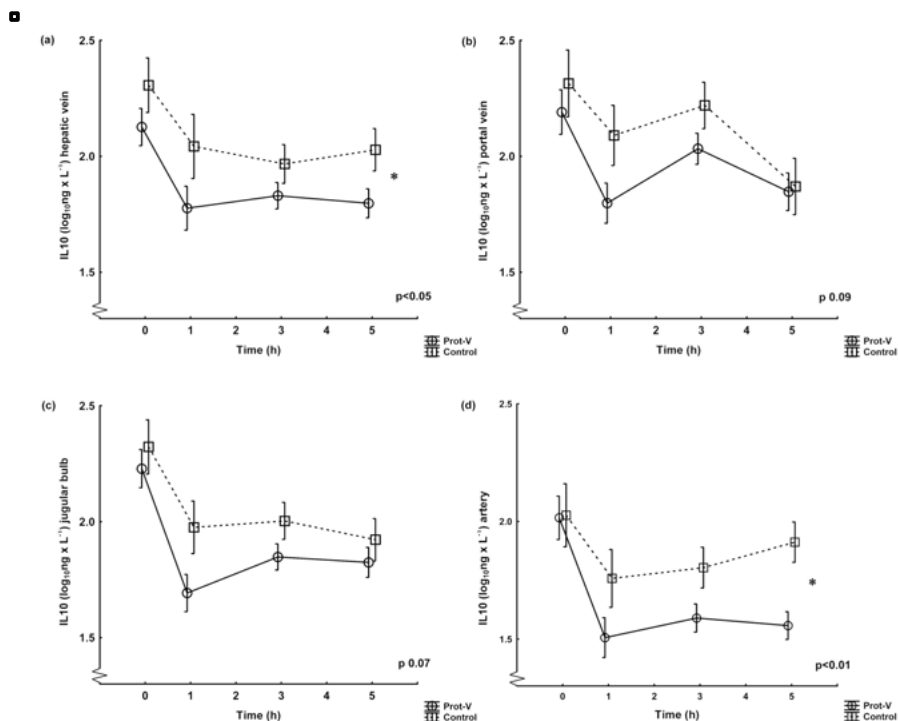 (a)
2.5
2.0
1.5
IL10 (log₁₀ng x L⁻¹) hepatic vein
*
p<0.05
0 1 2 3 4 5
Time (h)
Prot-V
Control
(b)
2.5
2.0
1.5
IL10 (log₁₀ng x L⁻¹) portal vein
p 0.09
0 1 2 3 4 5
Time (h)
Prot-V
Control
(c)
2.5
2.0
1.5
IL10 (log₁₀ng x L⁻¹) jugular bulb
p 0.07
0 1 2 3 4 5
Time (h)
Prot-V
Control
(d)
2.5
2.0
1.5
IL10 (log₁₀ng x L⁻¹) artery
*
p<0.01
0 1 2 3 4 5
Time (h)
Prot-V
Control